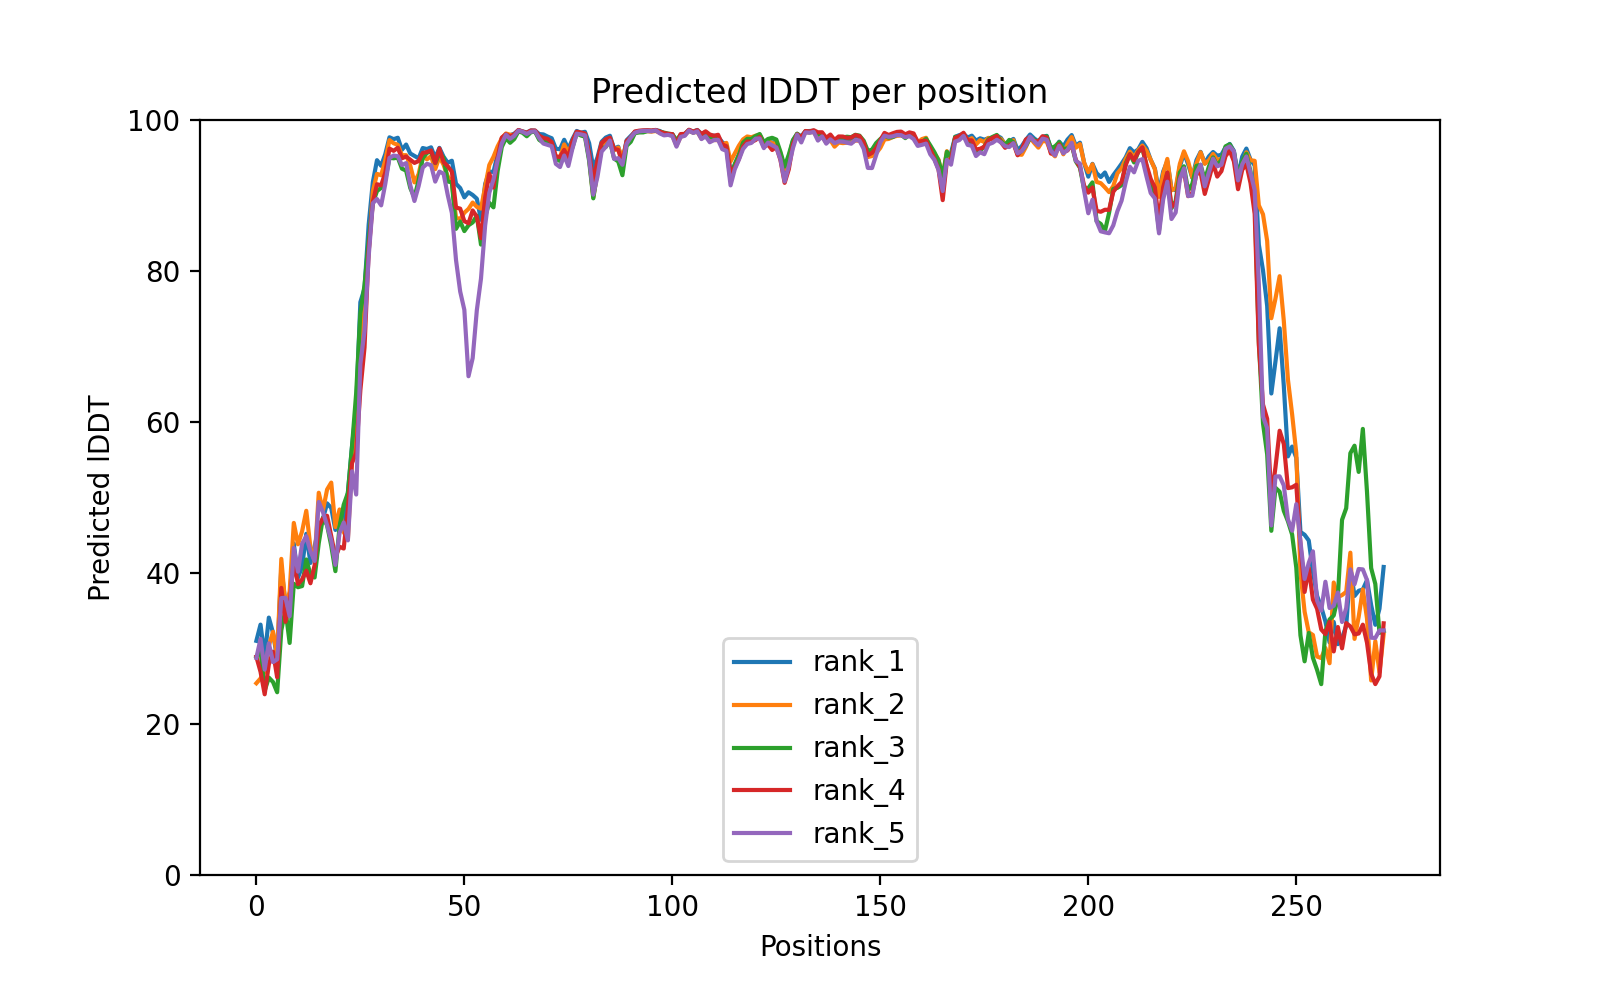 Predicted lDDT per position
100
80
60
40
20
0
Predicted lDDT
0 50 100 150 200 250
Positions
rank_1
rank_2
rank_3
rank_4
rank_5